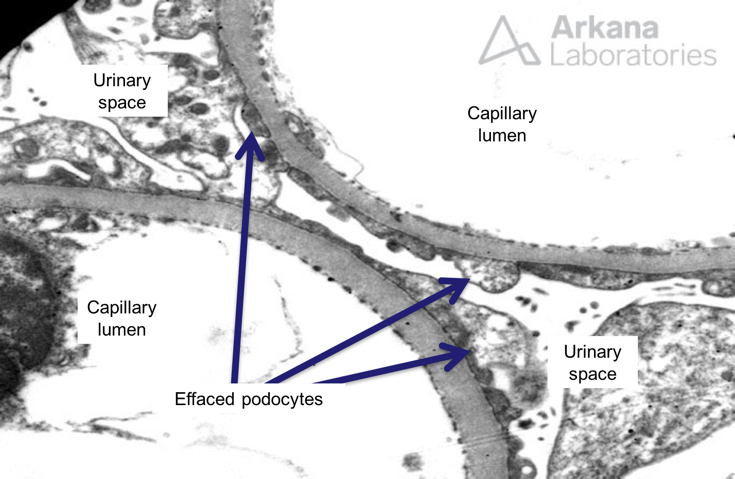 Arkana
Laboratories
Urinary
space
Capillary
lumen
Capillary
lumen
Urinary
space
Effaced podocytes